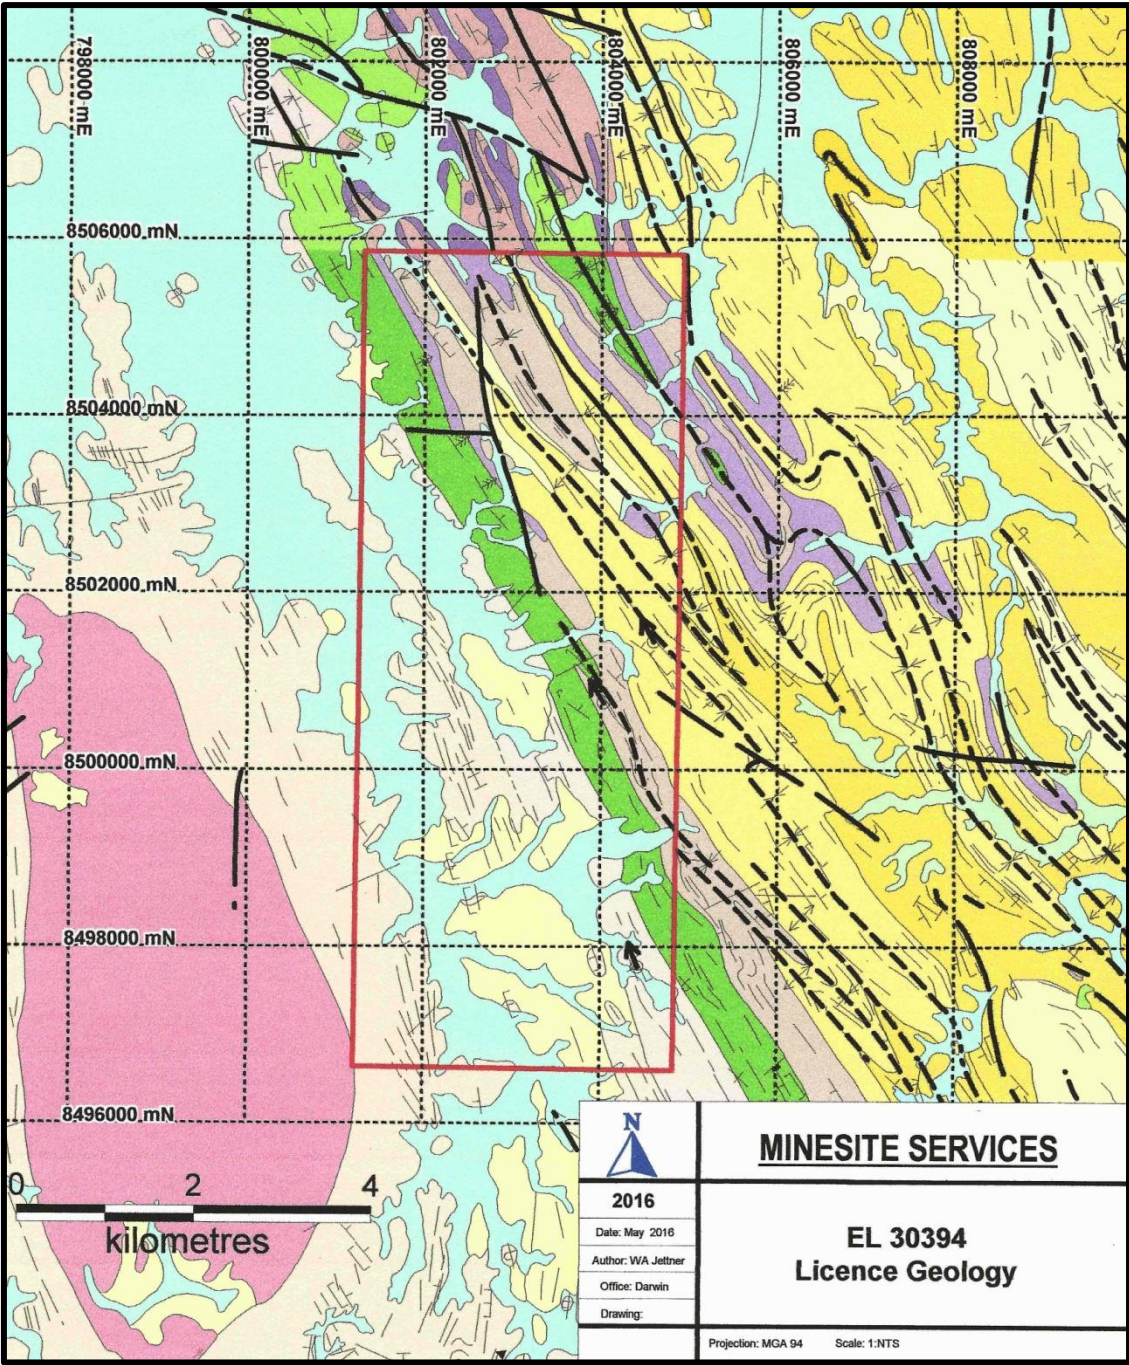 798000 mE
800000 mE
802000 mE
804000 mE
806000 mE
808000 mE
8506000 mN
8504000 mN
8502000 mN
8500000 mN
8498000 mN
8496000 mN
0 2 4
kilometres
N
MINESITE SERVICES
2016
Date: May 2016
Author: WA Jettner
Office: Darwin
Drawing:
EL 30394
Licence Geology
Projection: MGA 94 Scale: 1:NTS